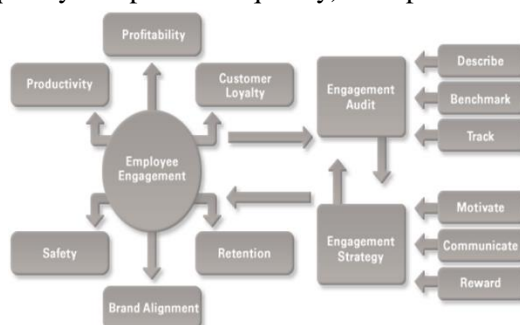 Profitability
Productivity
Customer
Loyalty
Employee
Engagement
Safety
Retention
Brand Alignment
Engagement
Audit
Describe
Benchmark
Track
Engagement
Strategy
Motivate
Communicate
Reward